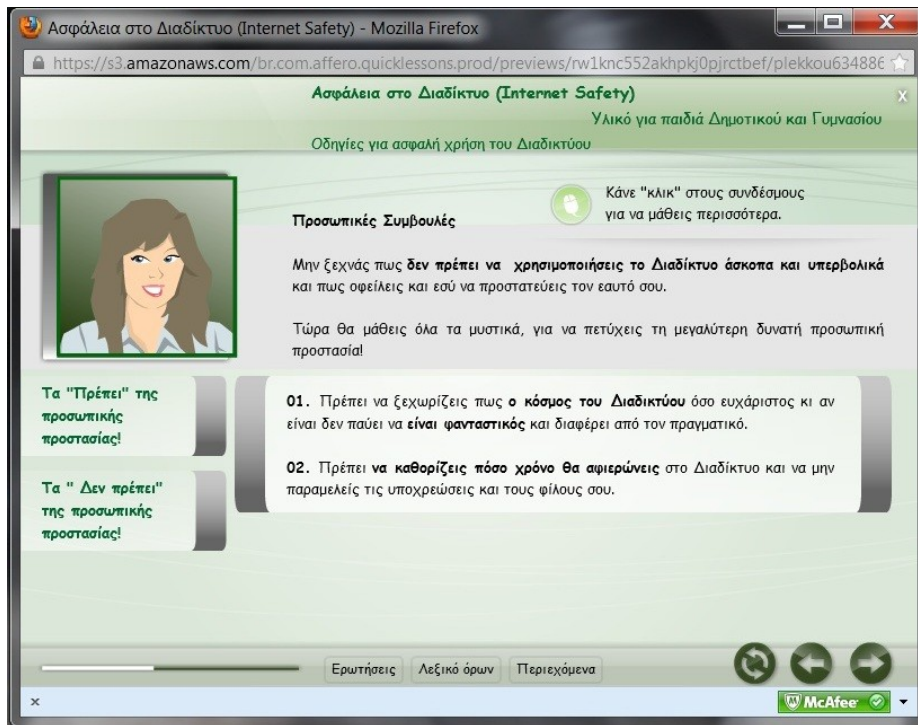 Ασφάλεια στο Διαδίκτυο (Internet Safety) - Mozilla Firefox
https://s3.amazonaws.com/br.com.affero.quicklessons.prod/previews/rw1knc552akhpkj0pjrctbef/plekkou634886
Ασφάλεια στο Διαδίκτυο (Internet Safety)
x
Υλικό για παιδιά Δημοτικού και Γυμνασίου
Οδηγίες για ασφαλή χρήση του Διαδικτύου
Κάνε "κλικ" στους συνδέσμους
για να μάθεις περισσότερα.
Προσωπικές Συμβουλές
Μην ξεχνάς πως δεν πρέπει να χρησιμοποιήσεις το Διαδίκτυο άσκοπα και υπερβολικά
και πως οφείλεις και εσύ να προστατεύεις τον εαυτό σου.
Τώρα θα μάθεις όλα τα μυστικά, για να πετύχεις τη μεγαλύτερη δυνατή προσωπική
προστασία!
Τα "Πρέπει" της
προσωπικής
προστασίας!
Τα " Δεν πρέπει"
της προσωπικής
προστασίας!
01. Πρέπει να ξεχωρίζεις πως ο κόσμος του Διαδικτύου όσο ευχάριστος κι αν
είναι δεν παύει να είναι φανταστικός και διαφέρει από τον πραγματικό.
02. Πρέπει να καθορίζεις πόσο χρόνο θα αφιερώνεις στο Διαδίκτυο και να μην
παραμελείς τις υποχρεώσεις και τους φίλους σου.
Ερωτήσεις Λεξικό όρων Περιεχόμενα
x
McAfee